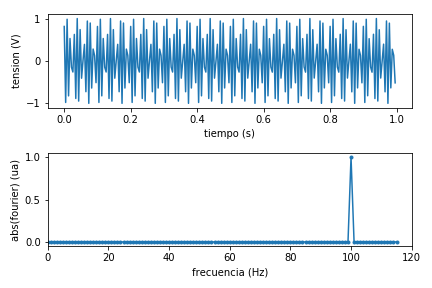 1
0
−1
tension (V)
0.0 0.2 0.4 0.6 0.8 1.0
tiempo (s)
1.0
0.5
0.0
abs(fourier) (ua)
0 20 40 60 80 100 120
frecuencia (Hz)